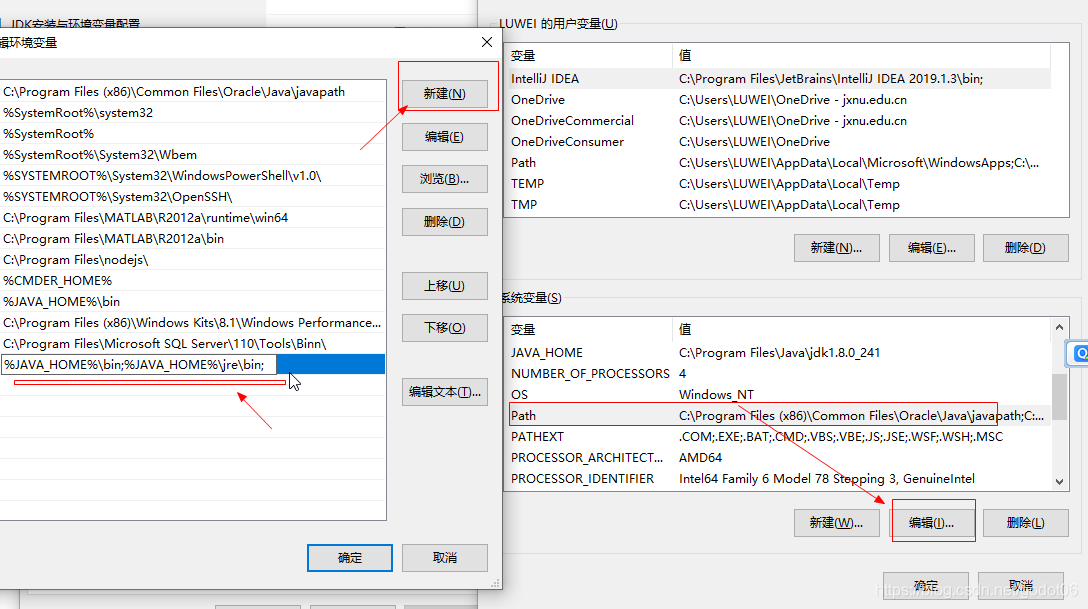 JDK安装与环境变量配置
辑环境变量
C:\Program Files (x86)\Common Files\Oracle\Java\javapath
%SystemRoot%\system32
%SystemRoot%
%SystemRoot%\System32\Wbem
%SYSTEMROOT%\System32\WindowsPowerShell\v1.0\
%SYSTEMROOT%\System32\OpenSSH\
C:\Program Files\MATLAB\R2012a\runtime\win64
C:\Program Files\MATLAB\R2012a\bin
C:\Program Files\nodejs\
%CMDER_HOME%
%JAVA_HOME%\bin
C:\Program Files (x86)\Windows Kits\8.1\Windows Performance...
C:\Program Files\Microsoft SQL Server\110\Tools\Binn\
%JAVA_HOME%\bin;%JAVA_HOME%\jre\bin;
新建(N)
编辑(E)
浏览(B)...
删除(D)
上移(U)
下移(O)
编辑文本(T)...
确定
取消
LUWEI 的用户变量(U)
变量 值
IntelliJ IDEA C:\Program Files\JetBrains\IntelliJ IDEA 2019.1.3\bin;
OneDrive C:\Users\LUWEI\OneDrive - jxnu.edu.cn
OneDriveCommercial C:\Users\LUWEI\OneDrive - jxnu.edu.cn
OneDriveConsumer C:\Users\LUWEI\OneDrive
Path C:\Users\LUWEI\AppData\Local\Microsoft\WindowsApps;C:\...
TEMP C:\Users\LUWEI\AppData\Local\Temp
TMP C:\Users\LUWEI\AppData\Local\Temp
新建(N)... 编辑(E)... 删除(D)
系统变量(S)
变量 值
JAVA_HOME C:\Program Files\Java\jdk1.8.0_241
NUMBER_OF_PROCESSORS 4
OS Windows_NT
Path C:\Program Files (x86)\Common Files\Oracle\Java\javapath;C:...
PATHEXT .COM;.EXE;.BAT;.CMD;.VBS;.VBE;.JS;.JSE;.WSF;.WSH;.MSC
PROCESSOR_ARCHITECT... AMD64
PROCESSOR_IDENTIFIER Intel64 Family 6 Model 78 Stepping 3, GenuineIntel
新建(W)... 编辑(I)... 删除(L)
确定 取消